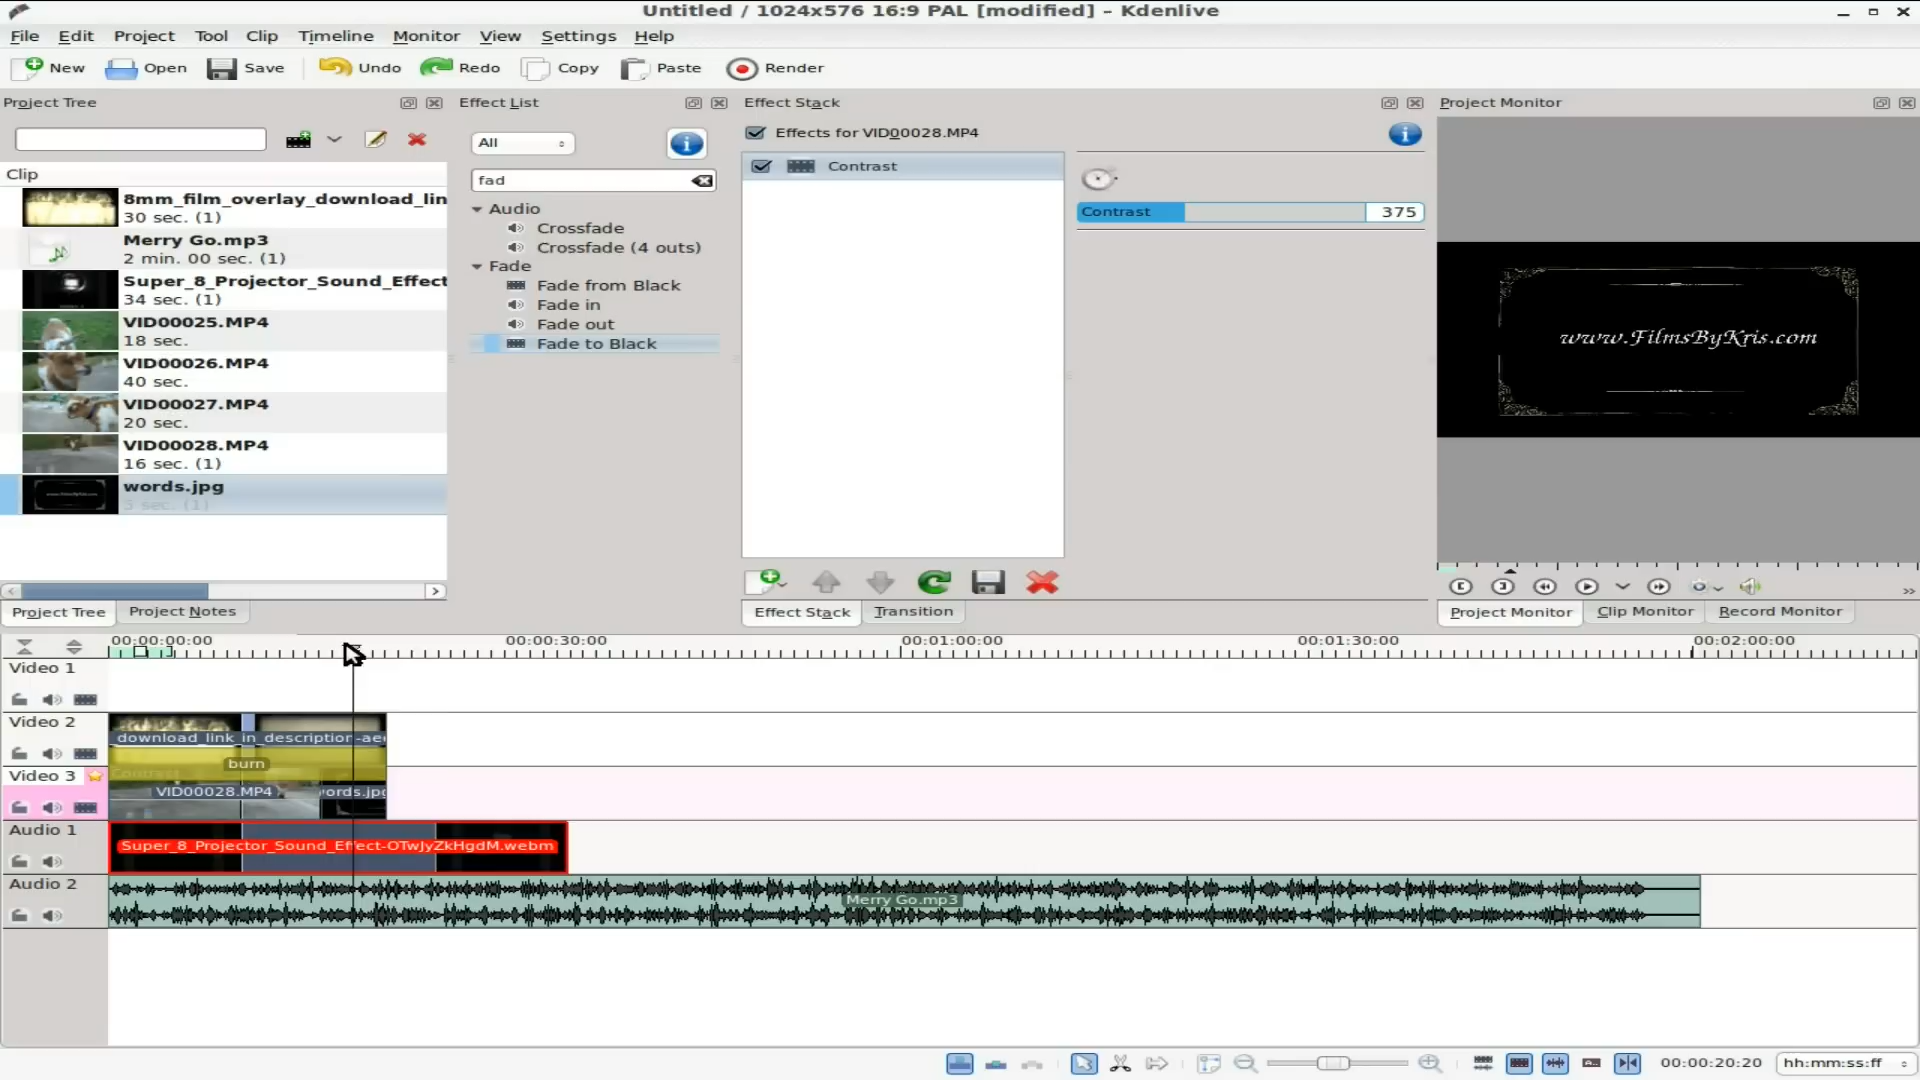 Untitled / 1024x576 16:9 PAL [modified] – Kdenlive
File Edit Project Tool Clip Timeline Monitor View Settings Help
New Open Save Undo Redo Copy Paste Render
Project Tree
Clip
8mm_film_overlay_download_lin
30 sec. (1)
Merry Go.mp3
2 min. 00 sec. (1)
Super_8_Projector_Sound_Effect
34 sec. (1)
VID00025.MP4
18 sec.
VID00026.MP4
40 sec.
VID00027.MP4
20 sec.
VID00028.MP4
16 sec. (1)
words.jpg
5 sec. (1)
Project Tree Project Notes
Effect List
All
fad
Audio
Crossfade
Crossfade (4 outs)
Fade
Fade from Black
Fade in
Fade out
Fade to Black
Effect Stack
Effects for VID00028.MP4
Contrast
Contrast 375
Effect Stack Transition
Project Monitor
www.FilmsByKris.com
Project Monitor Clip Monitor Record Monitor
00:00:00:00 00:00:30:00 00:01:00:00 00:01:30:00 00:02:00:00
Video 1
Video 2
download_link_in_description-aec
burn
Video 3
Contrast
VID00028.MP4 words.jpg
Audio 1
Super_8_Projector_Sound_Effect-OTwJyZkHgdM.webm
Audio 2
Merry Go.mp3
00:00:20:20 hh:mm:ss:ff